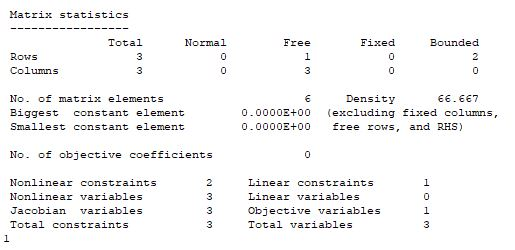 Matrix statistics
-----------------
Total Normal Free Fixed Bounded
Rows 3 0 1 0 2
Columns 3 0 3 0 0
No. of matrix elements 6 Density 66.667
Biggest constant element 0.0000E+00 (excluding fixed columns,
Smallest constant element 0.0000E+00 free rows, and RHS)
No. of objective coefficients 0
Nonlinear constraints 2 Linear constraints 1
Nonlinear variables 3 Linear variables 0
Jacobian variables 3 Objective variables 1
Total constraints 3 Total variables 3
1